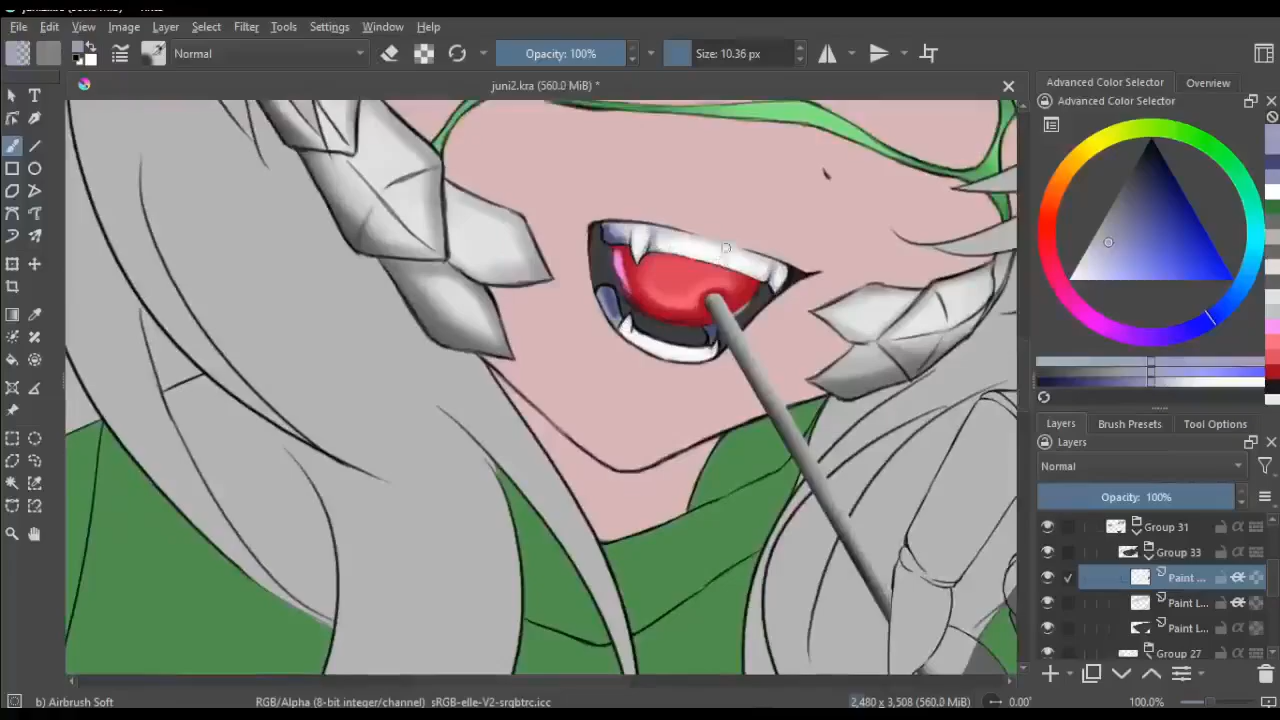 File Edit View Image Layer Select Filter Tools Settings Window Help
Normal Opacity: 100% Size: 10.36 px
juni2.kra (560.0 MiB) *
Advanced Color Selector Overview
Advanced Color Selector
Layers Brush Presets Tool Options
Layers
Normal
Opacity: 100%
Group 31
Group 33
Paint ...
Paint L...
Paint L...
Group 27
b) Airbrush Soft RGB/Alpha (8-bit integer/channel) sRGB-elle-V2-srgbtrc.icc 2,480 x 3,508 (560.0 MiB) 0.00° 100.0%